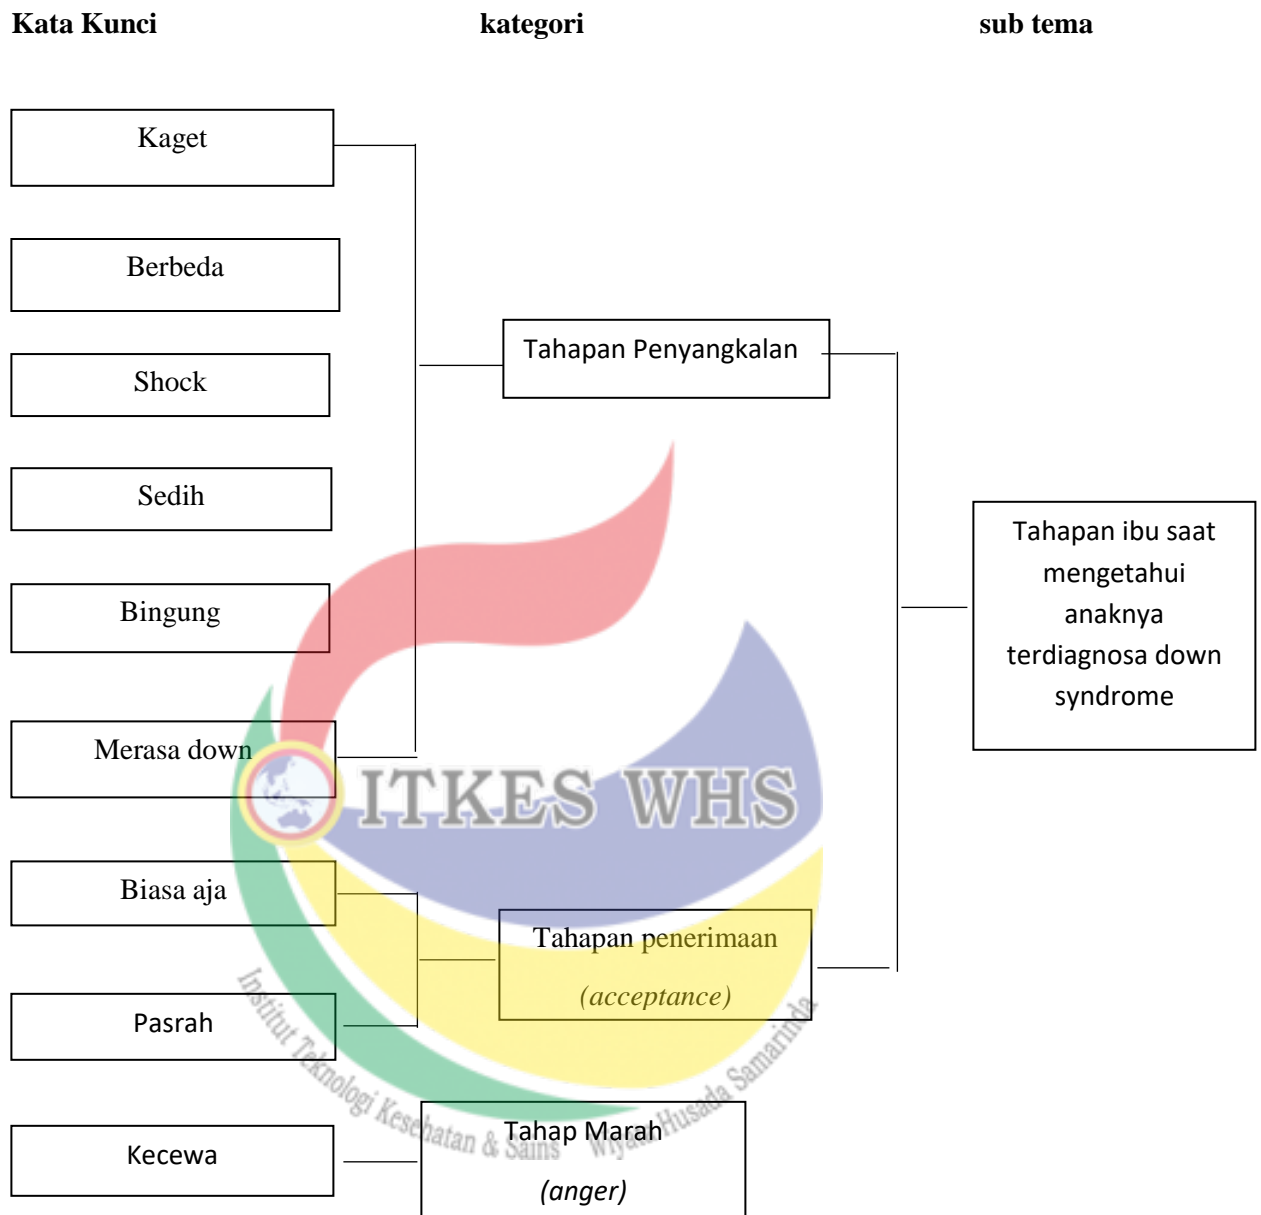 Kata Kunci kategori sub tema
Kaget
Berbeda
Shock
Sedih
Bingung
Merasa down
Biasa aja
Pasrah
Kecewa
Tahapan Penyangkalan
Tahapan penerimaan
(acceptance)
Tahap Marah
(anger)
Tahapan ibu saat
mengetahui
anaknya
terdiagnosa down
syndrome
ITKES WHS
Institut Teknologi Kesehatan & Sains Wiyata Husada Samarinda